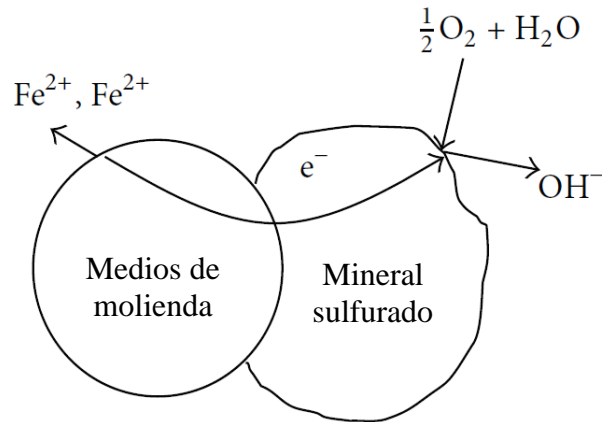 ½O₂ + H₂O
Fe²⁺, Fe²⁺
e⁻
OH⁻
Medios de
molienda
Mineral
sulfurado